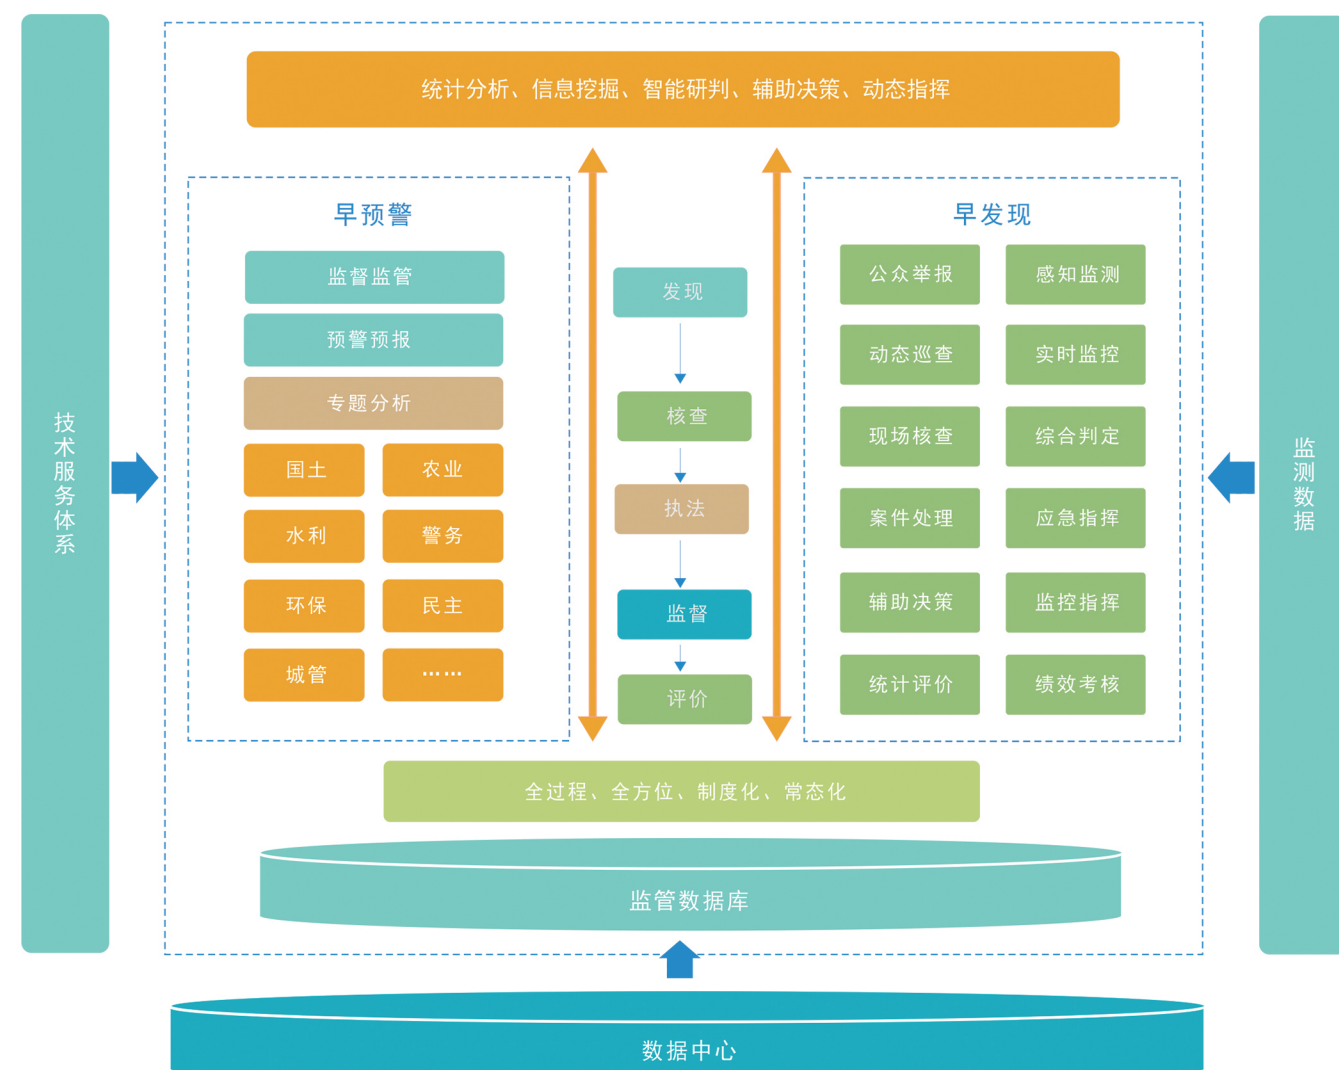 统计分析、信息挖掘、智能研判、辅助决策、动态指挥
技术服务体系
早预警
监督监管
预警预报
专题分析
国土
农业
水利
警务
环保
民主
城管
……
发现
核查
执法
监督
评价
早发现
公众举报
感知监测
动态巡查
实时监控
现场核查
综合判定
案件处理
应急指挥
辅助决策
监控指挥
统计评价
绩效考核
监测数据
全过程、全方位、制度化、常态化
监管数据库
数据中心